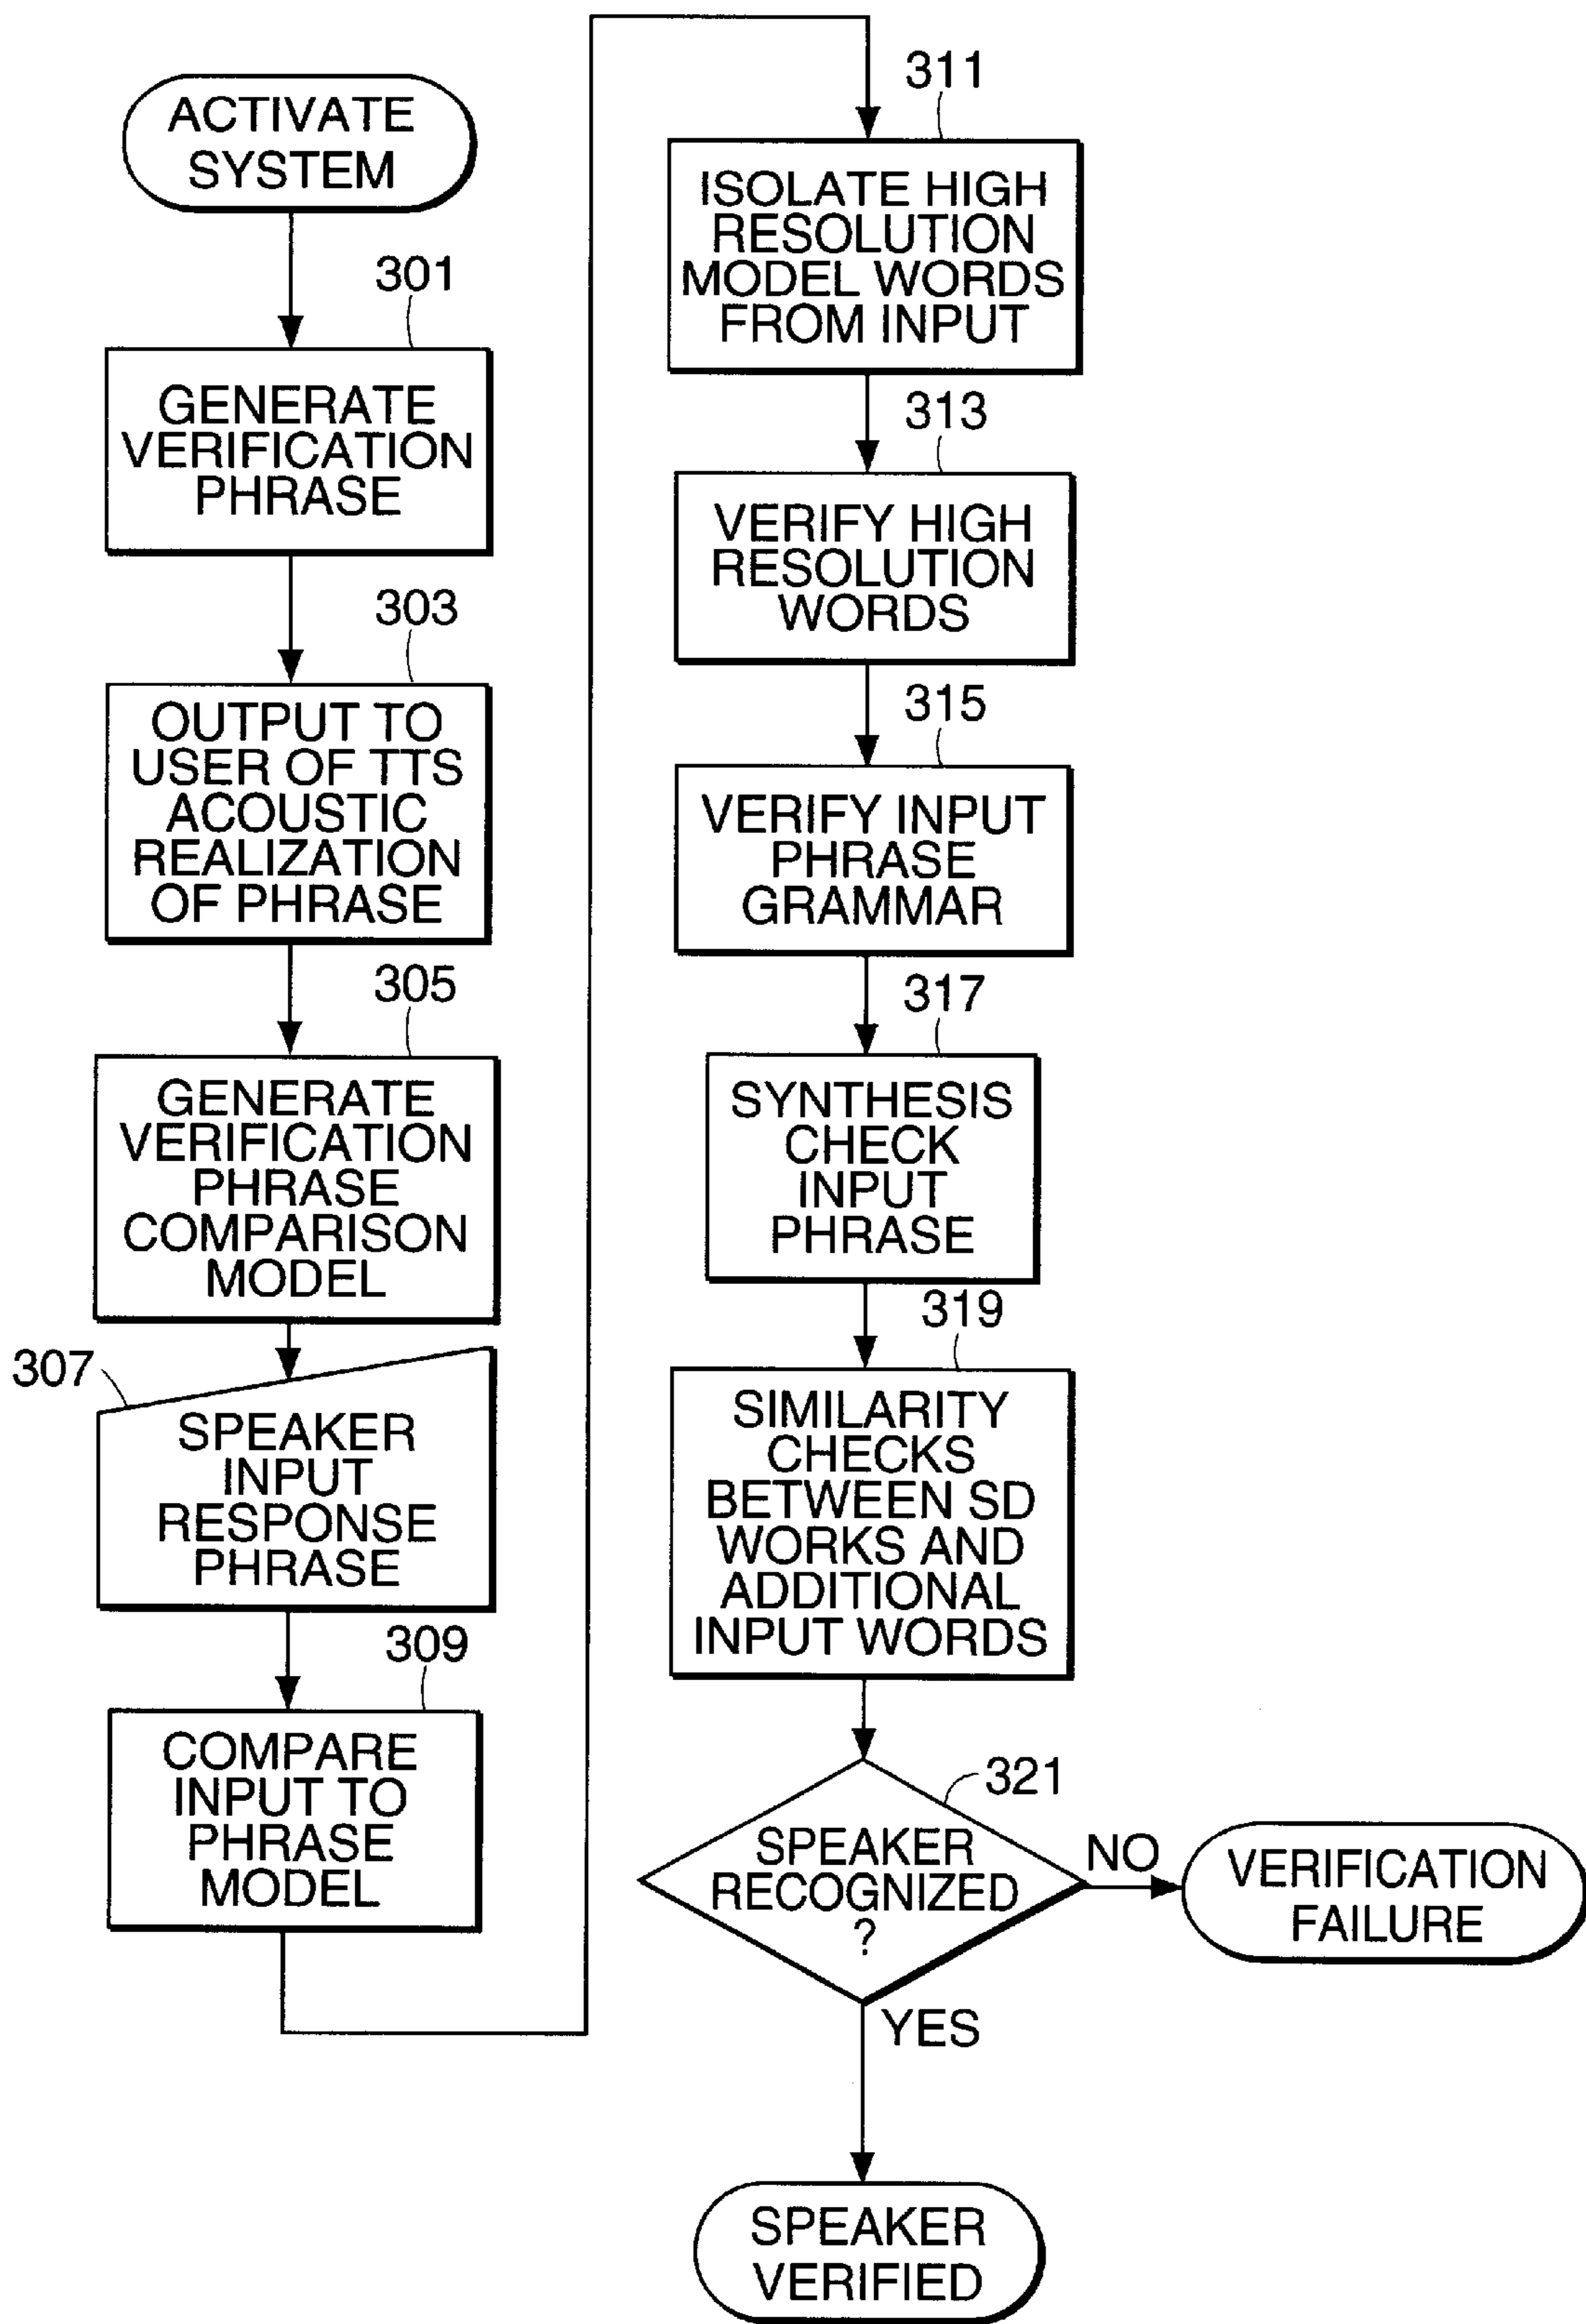 ACTIVATE
SYSTEM
301
GENERATE
VERIFICATION
PHRASE
303
OUTPUT TO
USER OF TTS
ACOUSTIC
REALIZATION
OF PHRASE
305
GENERATE
VERIFICATION
PHRASE
COMPARISON
MODEL
307
SPEAKER
INPUT
RESPONSE
PHRASE
309
COMPARE
INPUT TO
PHRASE
MODEL
311
ISOLATE HIGH
RESOLUTION
MODEL WORDS
FROM INPUT
313
VERIFY HIGH
RESOLUTION
WORDS
315
VERIFY INPUT
PHRASE
GRAMMAR
317
SYNTHESIS
CHECK
INPUT
PHRASE
319
SIMILARITY
CHECKS
BETWEEN SD
WORKS AND
ADDITIONAL
INPUT WORDS
321
SPEAKER
RECOGNIZED
?
NO
VERIFICATION
FAILURE
YES
SPEAKER
VERIFIED